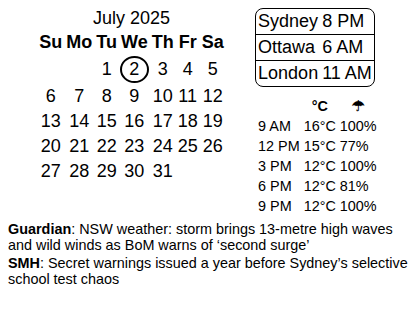 July 2025
Su Mo Tu We Th Fr Sa
1 2 3 4 5
6 7 8 9 10 11 12
13 14 15 16 17 18 19
20 21 22 23 24 25 26
27 28 29 30 31
Sydney 8 PM
Ottawa 6 AM
London 11 AM
°C ☂
9 AM 16°C 100%
12 PM 15°C 77%
3 PM 12°C 100%
6 PM 12°C 81%
9 PM 12°C 100%
Guardian: NSW weather: storm brings 13-metre high waves
and wild winds as BoM warns of ‘second surge’
SMH: Secret warnings issued a year before Sydney’s selective
school test chaos